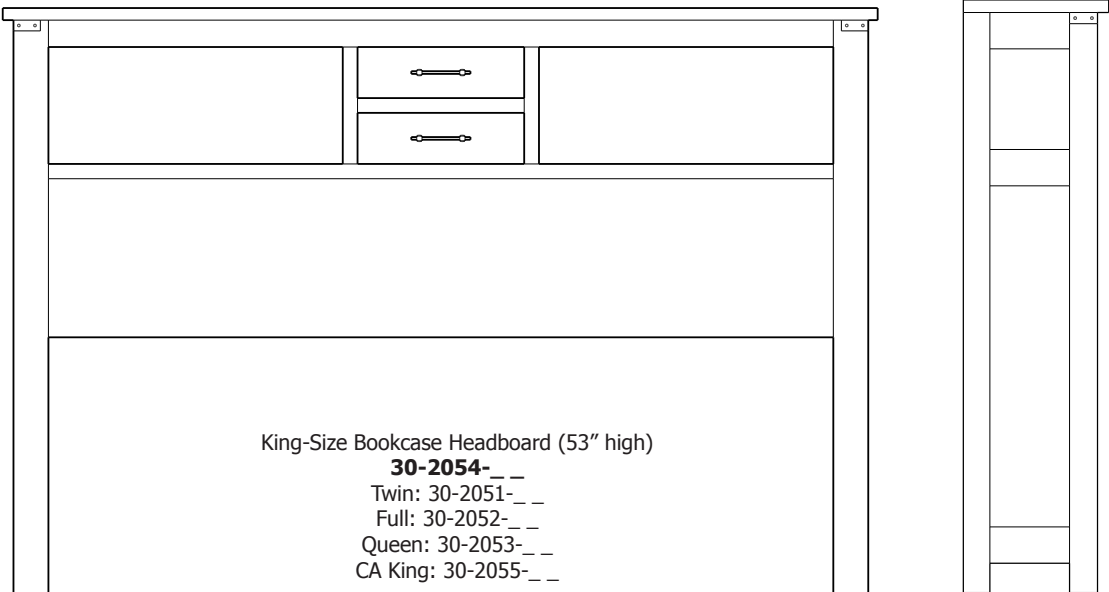 King-Size Bookcase Headboard (53” high)
30-2054-_ _
Twin: 30-2051-_ _
Full: 30-2052-_ _
Queen: 30-2053-_ _
CA King: 30-2055-_ _